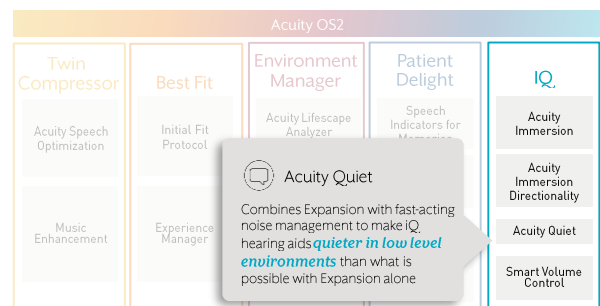 Acuity OS2
Twin
Compressor
Acuity Speech
Optimization
Music
Enhancement
Best Fit
Initial Fit
Protocol
Experience
Manager
Environment
Manager
Acuity Lifescape
Analyzer
Patient
Delight
Speech
Indicators for
IQ
Acuity
Immersion
Acuity
Immersion
Directionality
Acuity Quiet
Smart Volume
Control
Acuity Quiet
Combines Expansion with fast-acting
noise management to make iQ
hearing aids quieter in low level
environments than what is
possible with Expansion alone